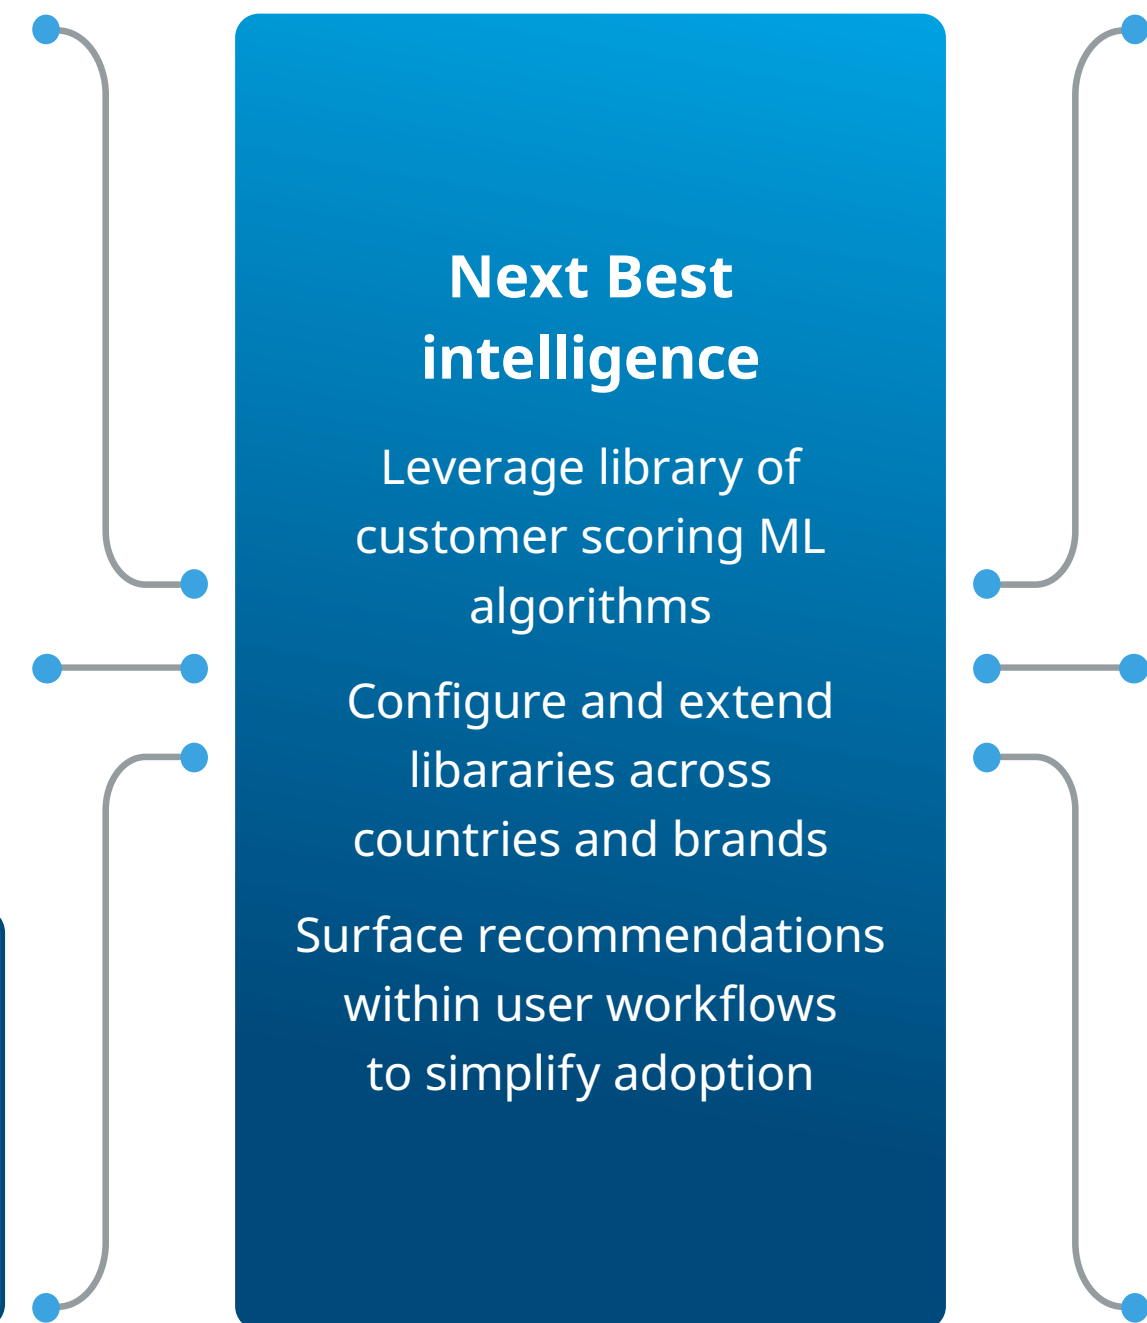 Next Best
intelligence
Leverage library of
customer scoring ML
algorithms
Configure and extend
libararies across
countries and brands
Surface recommendations
within user workflows
to simplify adoption